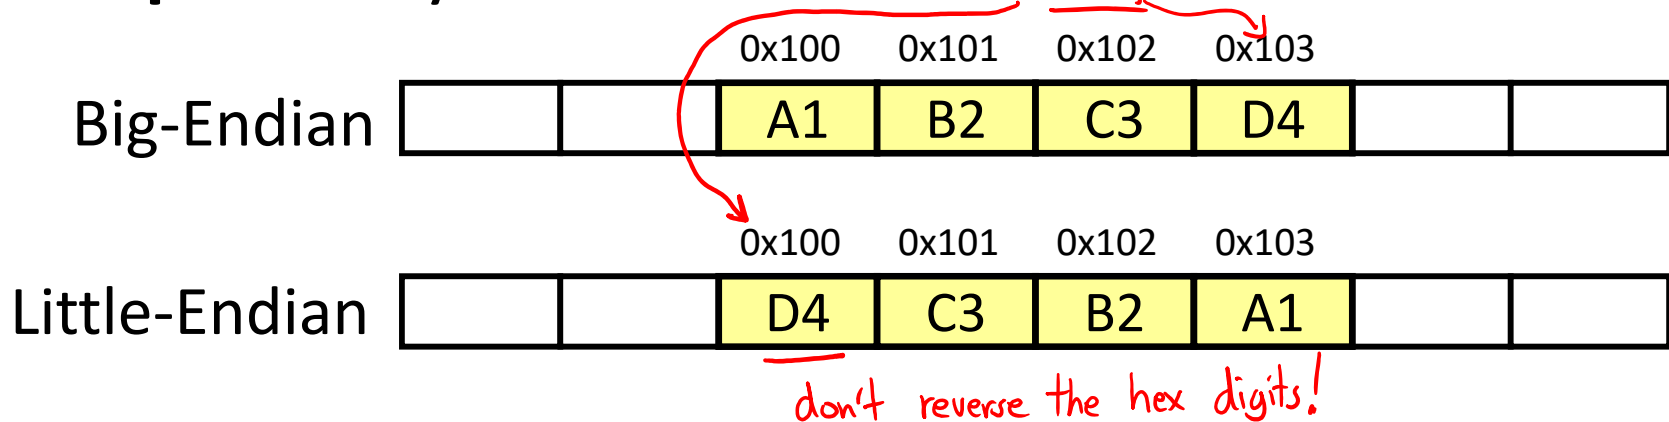 0x100 0x101 0x102 0x103
Big-Endian A1 B2 C3 D4
0x100 0x101 0x102 0x103
Little-Endian D4 C3 B2 A1
don't reverse the hex digits!